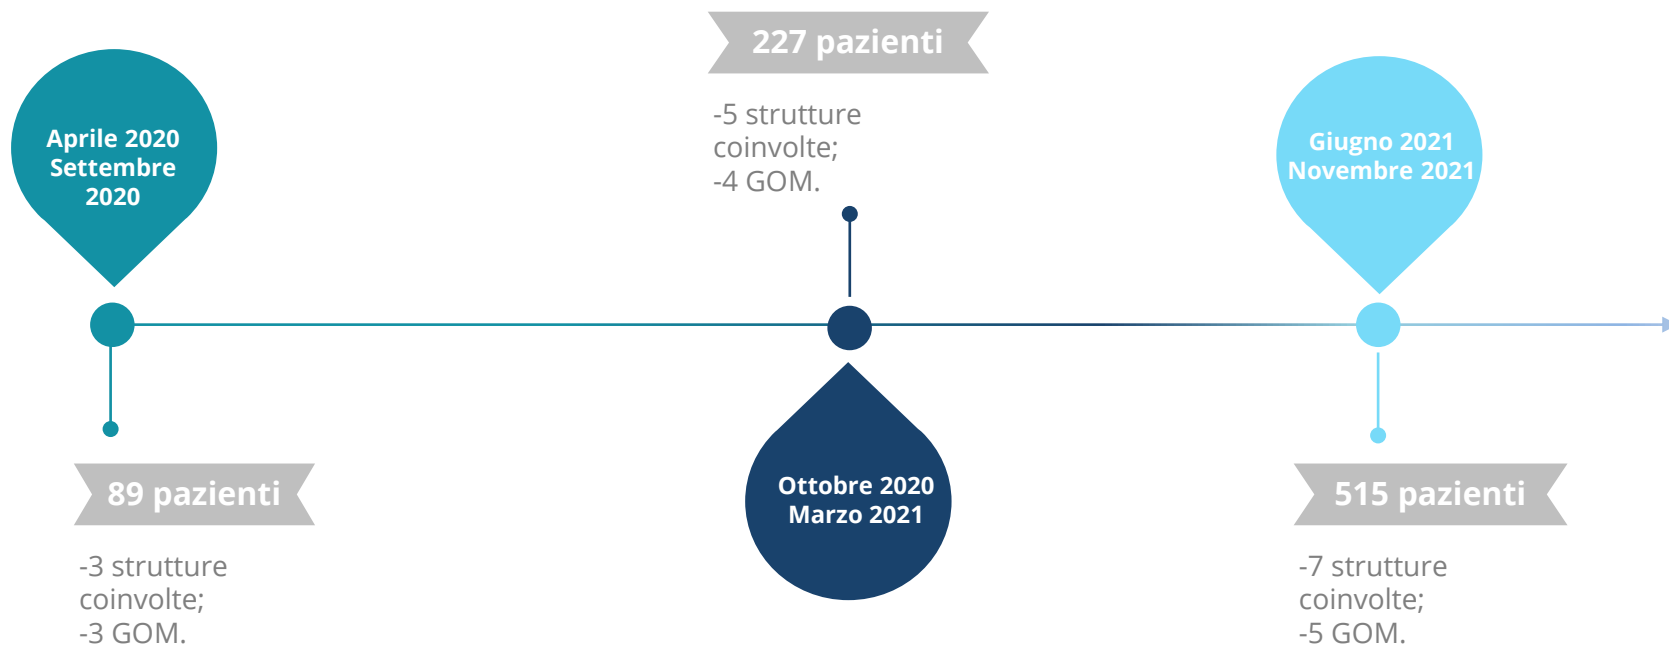 Aprile 2020
Settembre
2020
89 pazienti
-3 strutture
coinvolte;
-3 GOM.
227 pazienti
-5 strutture
coinvolte;
-4 GOM.
Ottobre 2020
Marzo 2021
Giugno 2021
Novembre 2021
515 pazienti
-7 strutture
coinvolte;
-5 GOM.